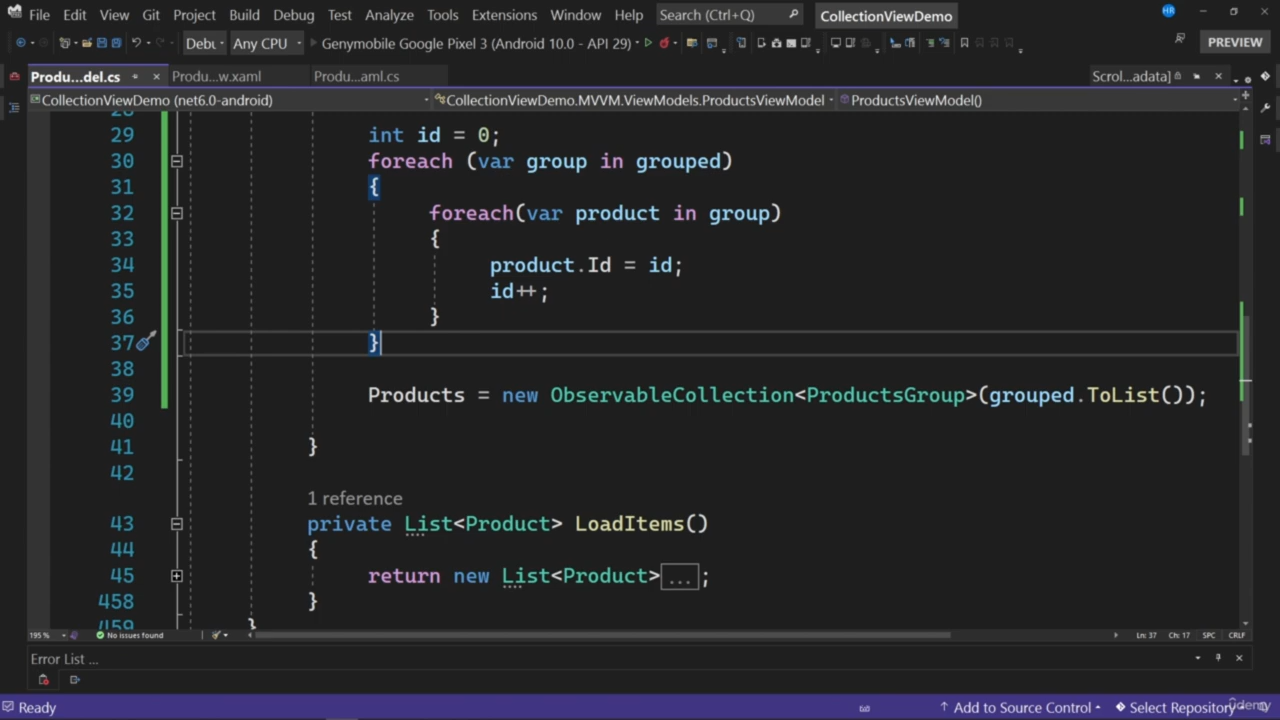 File Edit View Git Project Build Debug Test Analyze Tools Extensions Window Help Search (Ctrl+Q) CollectionViewDemo HR
Debu Any CPU Genymobile Google Pixel 3 (Android 10.0 - API 29) PREVIEW
Produ...del.cs Produ...w.xaml Produ...aml.cs Scrol...adata]
CollectionViewDemo (net6.0-android) CollectionViewDemo.MVVM.ViewModels.ProductsViewModel ProductsViewModel()
28
29 int id = 0;
30 foreach (var group in grouped)
31 {
32 foreach(var product in group)
33 {
34 product.Id = id;
35 id++;
36 }
37 }
38
39 Products = new ObservableCollection<ProductsGroup>(grouped.ToList());
40
41 }
42
1 reference
43 private List<Product> LoadItems()
44 {
45 return new List<Product>...;
458 }
459 }
195 % No issues found Ln: 37 Ch: 17 SPC CRLF
Error List ...
Ready Add to Source Control Select Repository
Udemy